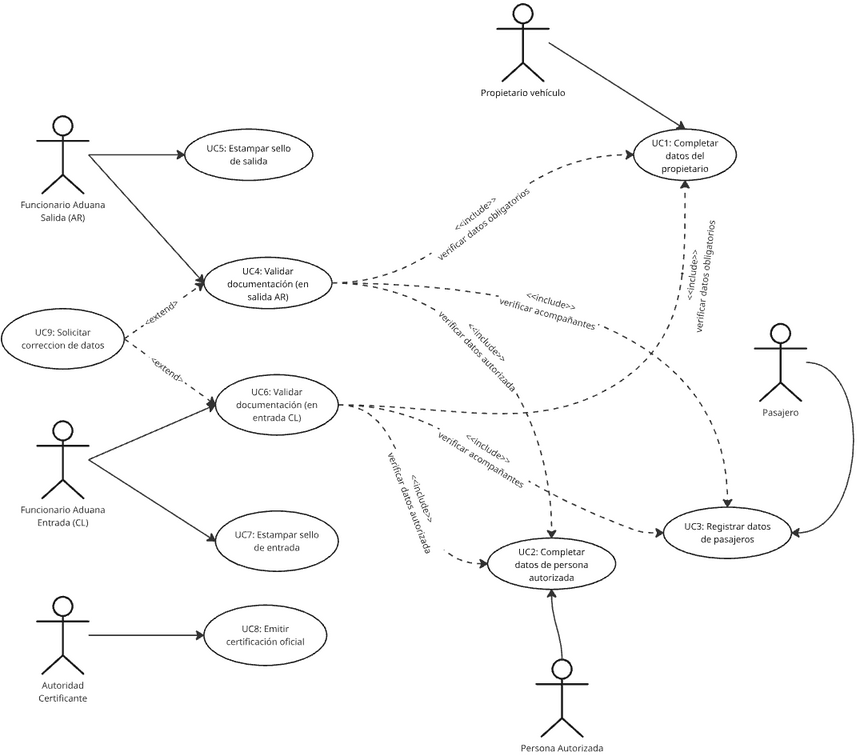 Propietario vehículo
UC1: Completar
datos del
propietario
UC5: Estampar sello
de salida
Funcionario Aduana
Salida (AR)
<<include>>
verificar datos obligatorios
<<include>>
verificar datos obligatorios
UC4: Validar
documentación (en
salida AR)
<extend>
<<include>>
verificar acompañantes
<<include>>
verificar datos autorizada
UC9: Solicitar
correccion de datos
<extend>
Pasajero
UC6: Validar
documentación (en
entrada CL)
<<include>>
verificar acompañantes
<<include>>
verificar datos autorizada
Funcionario Aduana
Entrada (CL)
UC7: Estampar sello
de entrada
UC3: Registrar datos
de pasajeros
UC2: Completar
datos de persona
autorizada
UC8: Emitir
certificación oficial
Autoridad
Certificante
Persona Autorizada